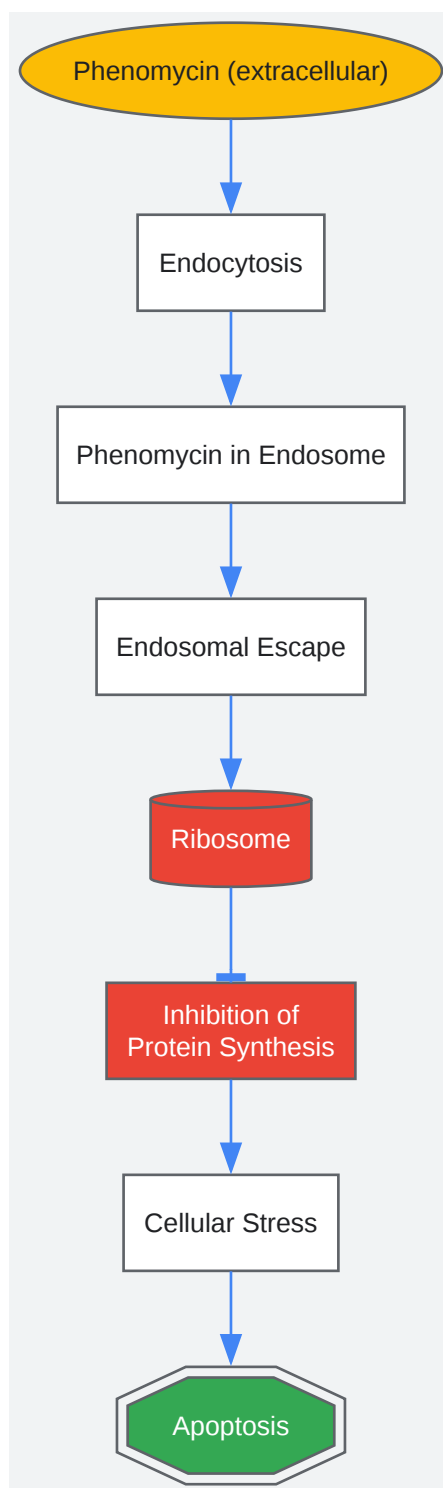 Phenomycin (extracellular)
Endocytosis
Phenomycin in Endosome
Endosomal Escape
Ribosome
Inhibition of
Protein Synthesis
Cellular Stress
Apoptosis